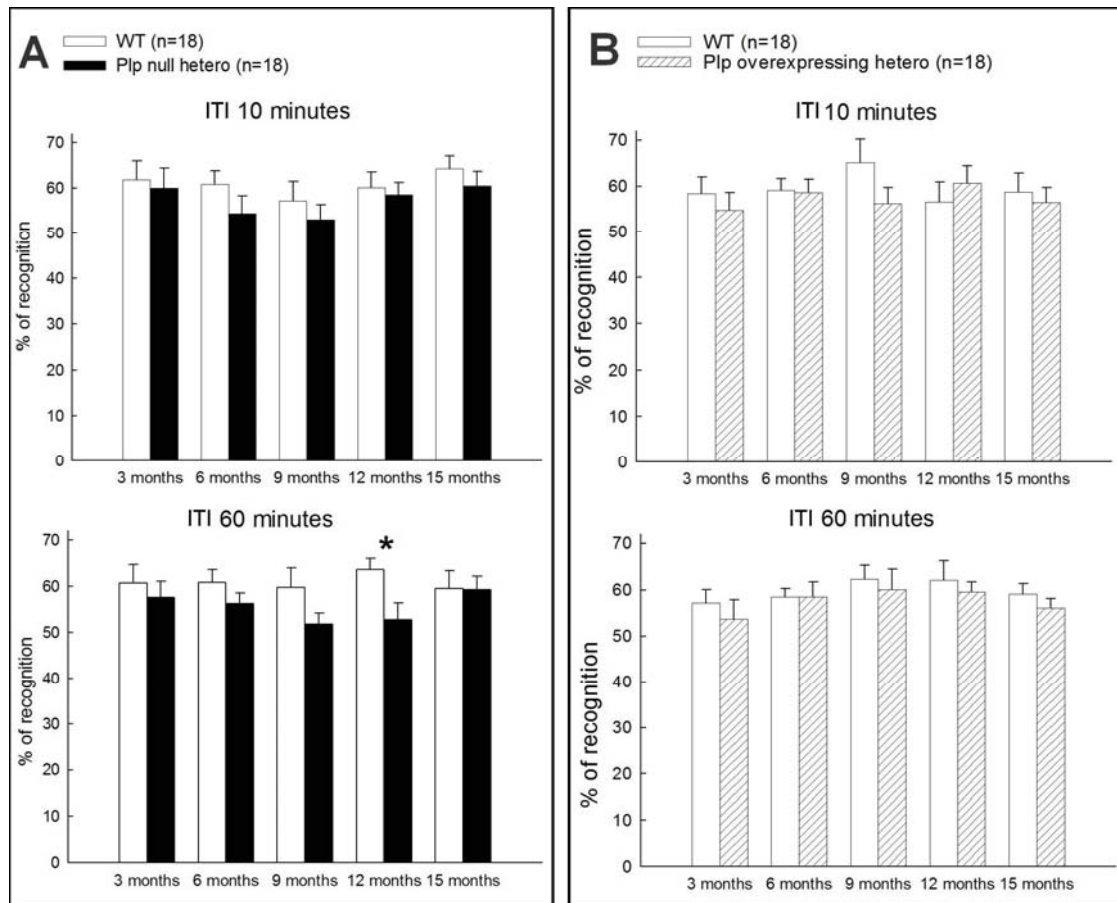 A
WT (n=18)
Plp null hetero (n=18)
ITI 10 minutes
% of recognition
70
60
50
40
30
20
10
0
3 months 6 months 9 months 12 months 15 months
ITI 60 minutes
*
% of recognition
70
60
50
40
30
20
10
0
3 months 6 months 9 months 12 months 15 months
B
WT (n=18)
Plp overexpressing hetero (n=18)
ITI 10 minutes
% of recognition
70
60
50
40
30
20
10
0
3 months 6 months 9 months 12 months 15 months
ITI 60 minutes
% of recognition
70
60
50
40
30
20
10
0
3 months 6 months 9 months 12 months 15 months